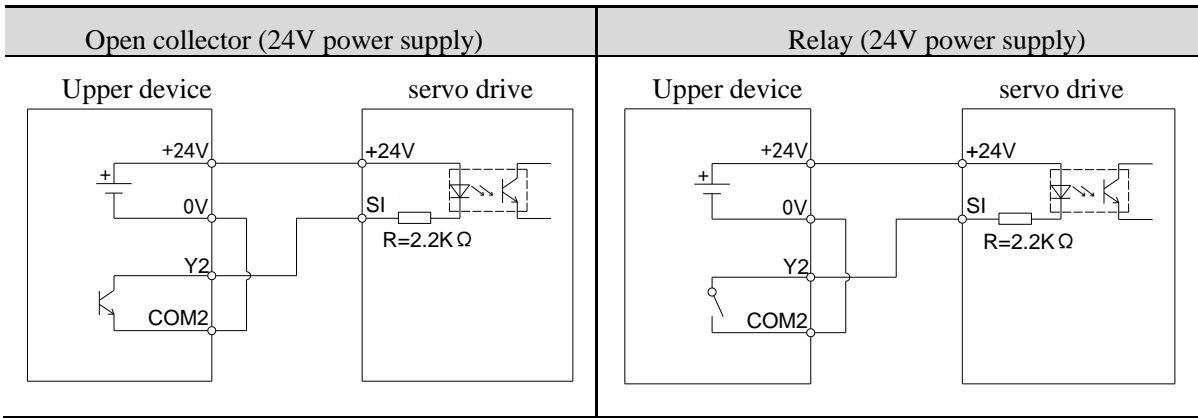 Open collector (24V power supply)
Relay (24V power supply)
Upper device
servo drive
+
+24V
+24V
0V
SI
R=2.2KΩ
Y2
COM2
Upper device
servo drive
+
+24V
+24V
0V
SI
R=2.2KΩ
Y2
COM2